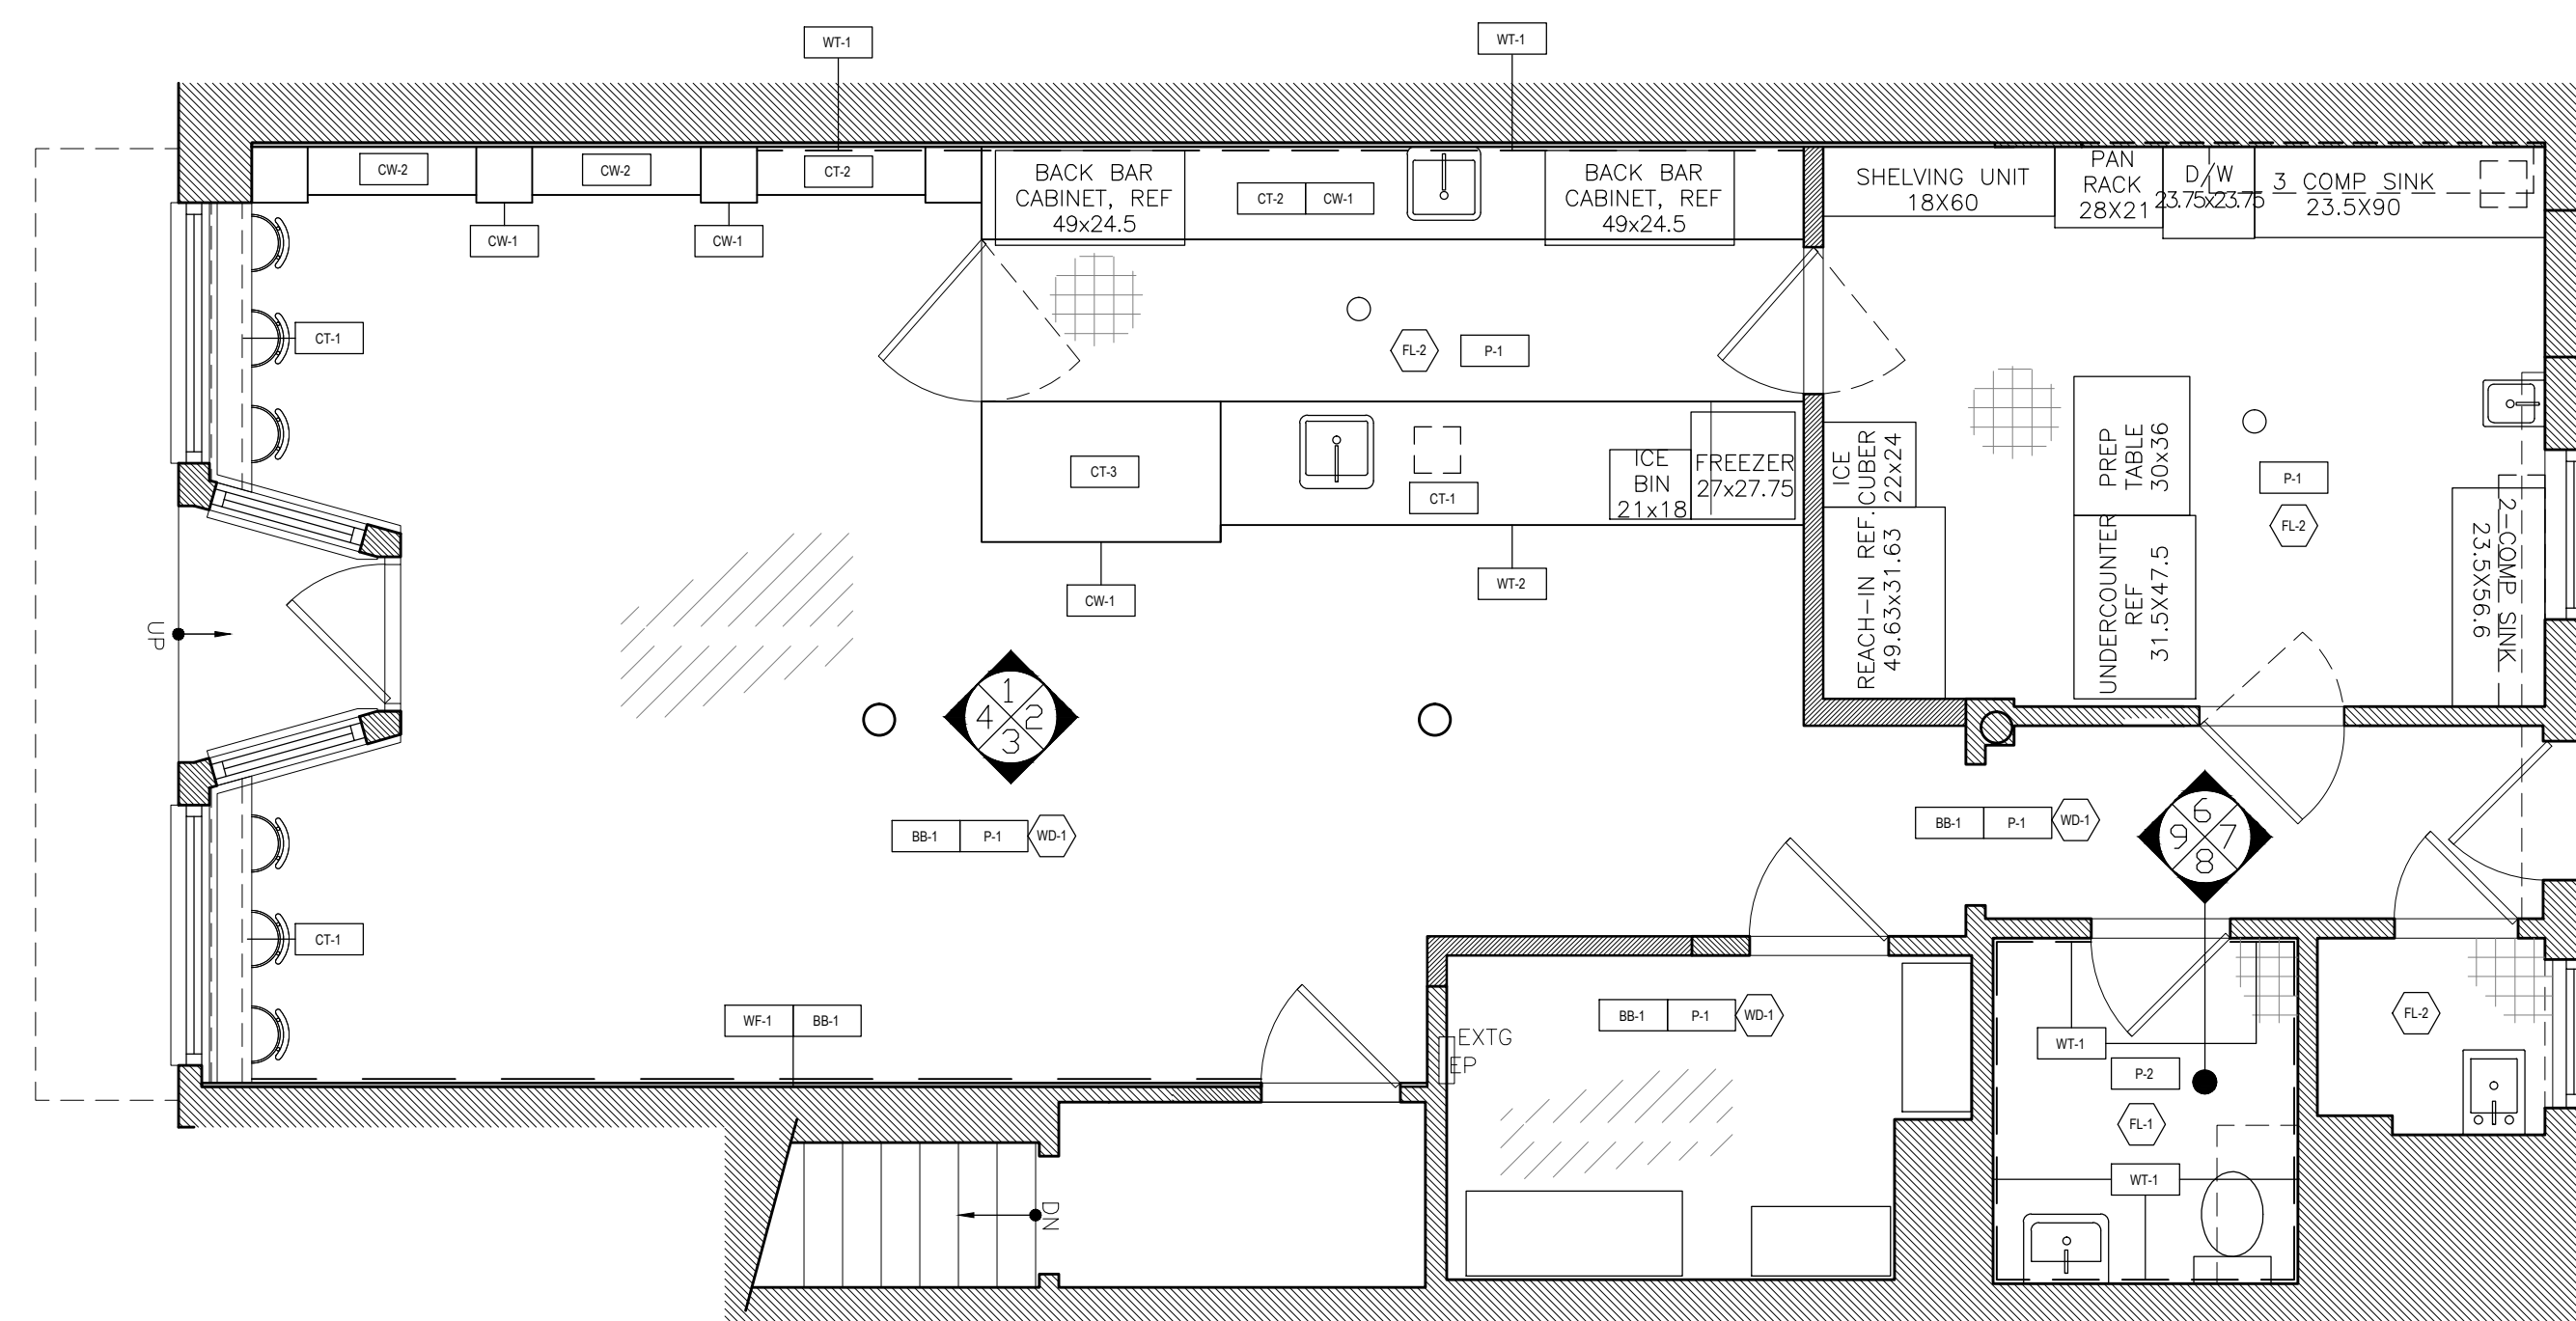 WT-1
WT-1
CW-2
CW-2
CT-2
BACK BAR
CABINET, REF
49x24.5
CT-2
CW-1
BACK BAR
CABINET, REF
49x24.5
SHELVING UNIT
18X60
PAN
RACK
28X21
D/W
23.75x23.75
3 COMP SINK
23.5X90
CW-1
CW-1
CT-1
FL-2
P-1
CT-3
CT-1
ICE
BIN
21x18
FREEZER
27x27.75
ICE CUBER
22x24
PREP
TABLE
30x36
P-1
FL-2
REACH-IN REF.
49.63x31.63
UNDERCOUNTER
REF
31.5X47.5
2-COMP SINK
23.5X56.6
CW-1
WT-2
UP
1
4
2
3
BB-1
P-1
WD-1
BB-1
P-1
WD-1
6
9
7
8
CT-1
WF-1
BB-1
EXTG
EP
BB-1
P-1
WD-1
WT-1
P-2
FL-1
WT-1
FL-2
DN